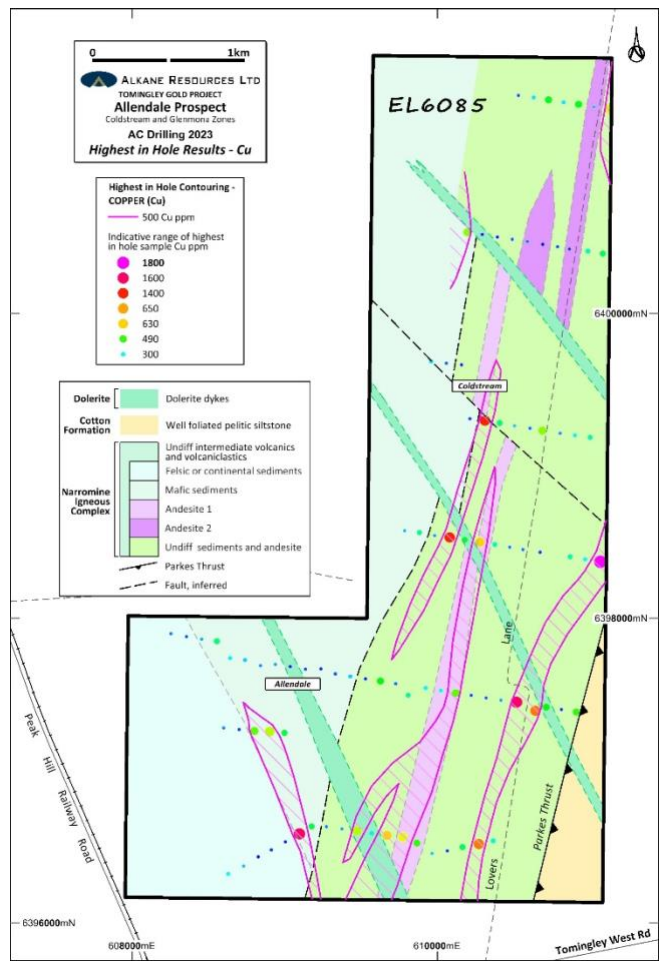 0 1km
ALKANE RESOURCES LTD
TOMINGLEY GOLD PROJECT
Allendale Prospect
Coldstream and Glenmona Zones
AC Drilling 2023
Highest in Hole Results - Cu
EL6085
Highest in Hole Contouring -
COPPER (Cu)
500 Cu ppm
Indicative range of highest
in hole sample Cu ppm
1800
1600
1400
650
630
490
300
6400000mN
Coldstream
Dolerite
Dolerite dykes
Cotton
Formation
Well foliated pelitic siltstone
Undiff intermediate volcanics
and volcaniclastics
Felsic or continental sediments
Narromine
Igneous
Complex
Mafic sediments
Andesite 1
Andesite 2
Undiff sediments and andesite
Parkes Thrust
Fault, inferred
6398000mN
Lane
Allendale
Peak Hill Railway Road
Parkes Thrust
Lovers
6396000mN
608000mE
610000mE
Tomingley West Rd